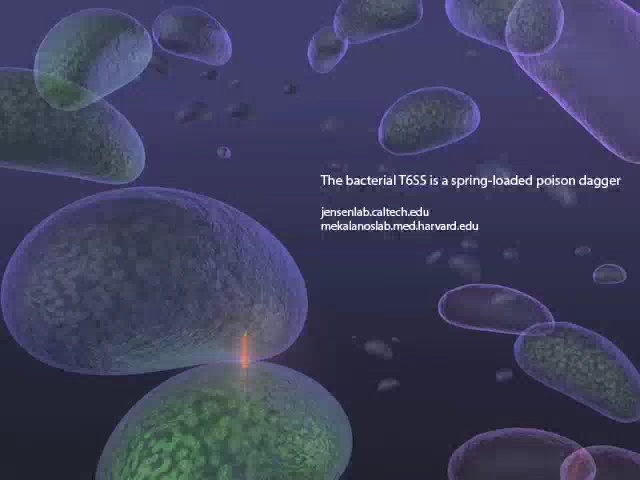 The bacterial T6SS is a spring-loaded poison dagger
jensenlab.caltech.edu
mekalanoslab.med.harvard.edu